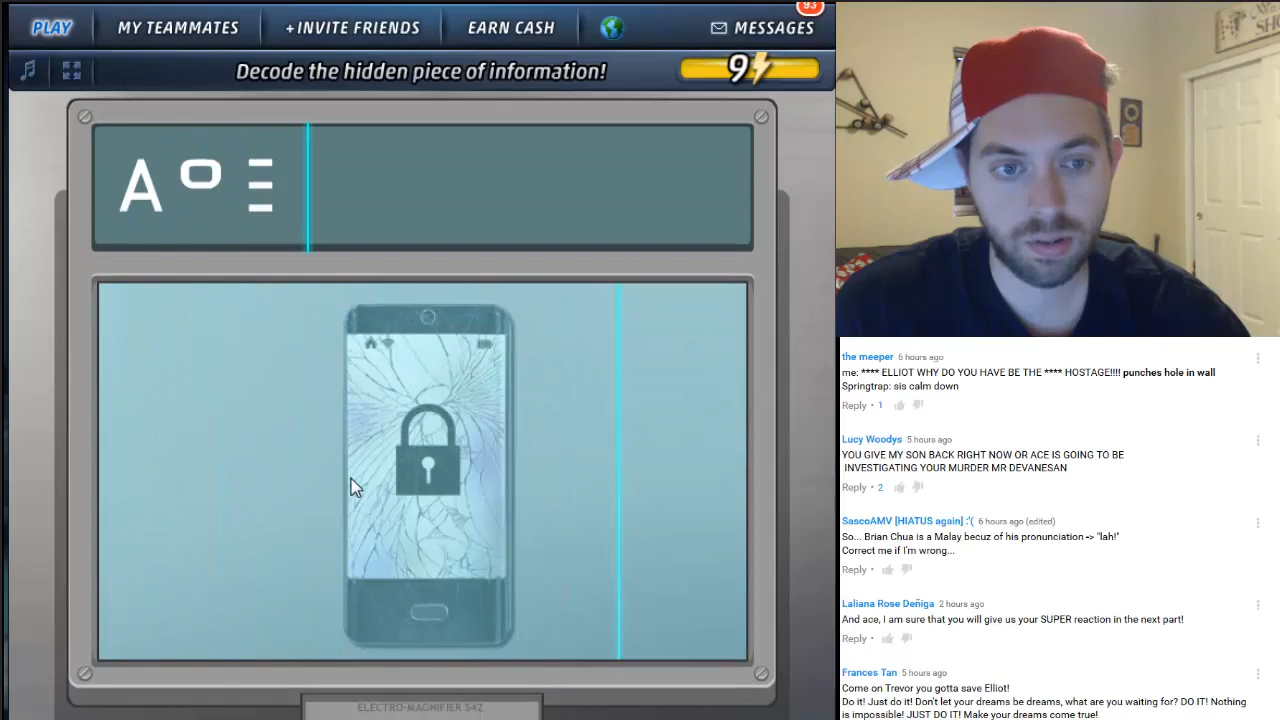 PLAY
MY TEAMMATES
+INVITE FRIENDS
EARN CASH
93
MESSAGES
Decode the hidden piece of information!
9
ELECTRO-MAGNIFIER S4Z
the meeper 6 hours ago
me: **** ELLIOT WHY DO YOU HAVE BE THE **** HOSTAGE!!!! punches hole in wall
Springtrap: sis calm down
Reply • 1
Lucy Woodys 5 hours ago
YOU GIVE MY SON BACK RIGHT NOW OR ACE IS GOING TO BE
INVESTIGATING YOUR MURDER MR DEVANESAN
Reply • 2
SascoAMV [HIATUS again] :'( 6 hours ago (edited)
So... Brian Chua is a Malay becuz of his pronunciation -> "lah!"
Correct me if I'm wrong...
Reply •
Laliana Rose Deñiga 2 hours ago
And ace, I am sure that you will give us your SUPER reaction in the next part!
Reply •
Frances Tan 5 hours ago
Come on Trevor you gotta save Elliot!
Do it! Just do it! Don't let your dreams be dreams, what are you waiting for? DO IT! Nothing
is impossible! JUST DO IT! Make your dreams come true!